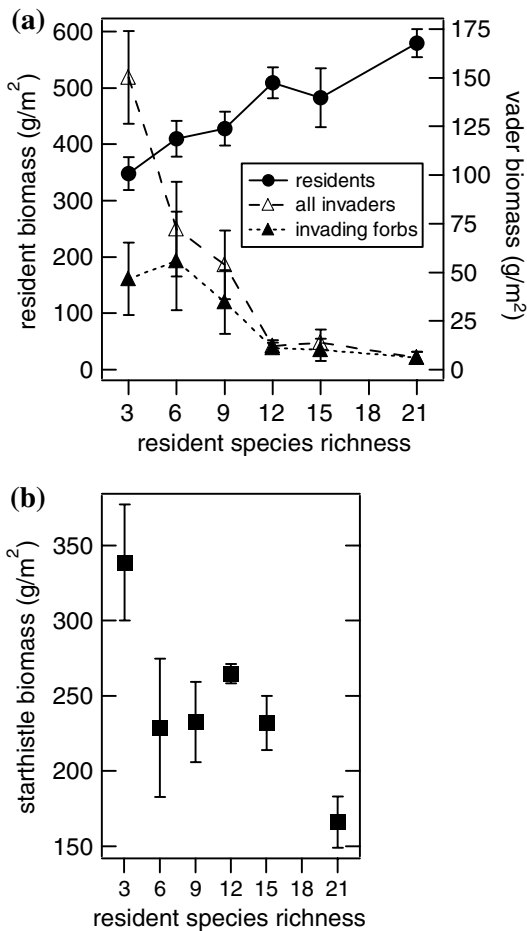 (a)
600
500
400
300
200
100
0
resident biomass (g/m²)
175
150
125
100
75
50
25
0
vader biomass (g/m²)
residents
all invaders
invading forbs
3 6 9 12 15 18 21
resident species richness
(b)
350
300
250
200
150
starthistle biomass (g/m²)
3 6 9 12 15 18 21
resident species richness